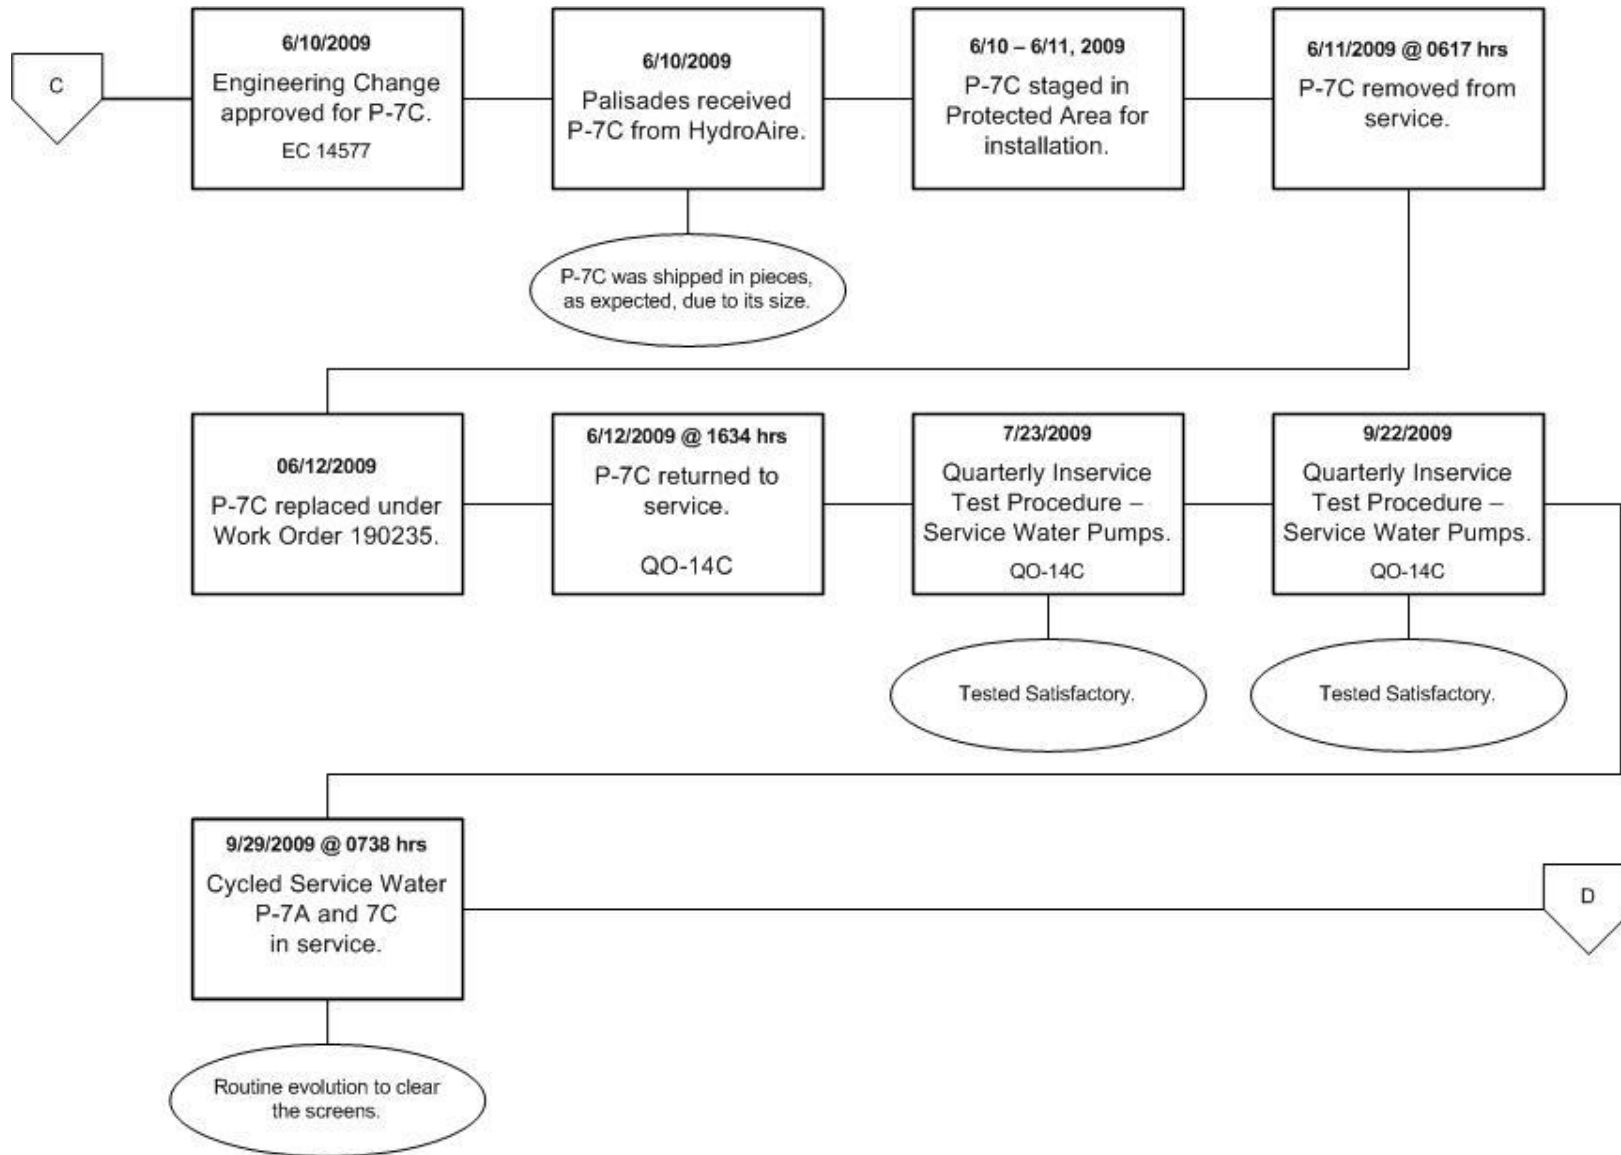 C
6/10/2009
Engineering Change
approved for P-7C.
EC 14577
6/10/2009
Palisades received
P-7C from HydroAire.
P-7C was shipped in pieces,
as expected, due to its size.
6/10 – 6/11, 2009
P-7C staged in
Protected Area for
installation.
6/11/2009 @ 0617 hrs
P-7C removed from
service.
06/12/2009
P-7C replaced under
Work Order 190235.
6/12/2009 @ 1634 hrs
P-7C returned to
service.
QO-14C
7/23/2009
Quarterly Inservice
Test Procedure –
Service Water Pumps.
QO-14C
Tested Satisfactory.
9/22/2009
Quarterly Inservice
Test Procedure –
Service Water Pumps.
QO-14C
Tested Satisfactory.
9/29/2009 @ 0738 hrs
Cycled Service Water
P-7A and 7C
in service.
Routine evolution to clear
the screens.
D